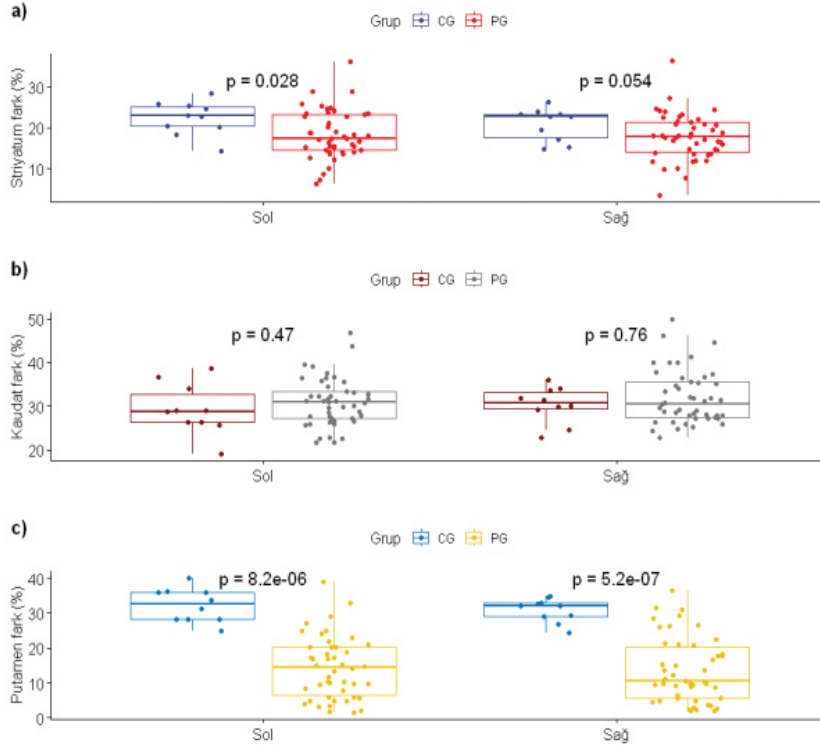 a)
Grup CG PG
Striyatum fark (%)
30
20
10
p = 0.028
p = 0.054
Sol
Sağ
b)
Grup CG PG
Kaudat fark (%)
50
40
30
20
p = 0.47
p = 0.76
Sol
Sağ
c)
Grup CG PG
Putamen fark (%)
40
30
20
10
0
p = 8.2e-06
p = 5.2e-07
Sol
Sağ